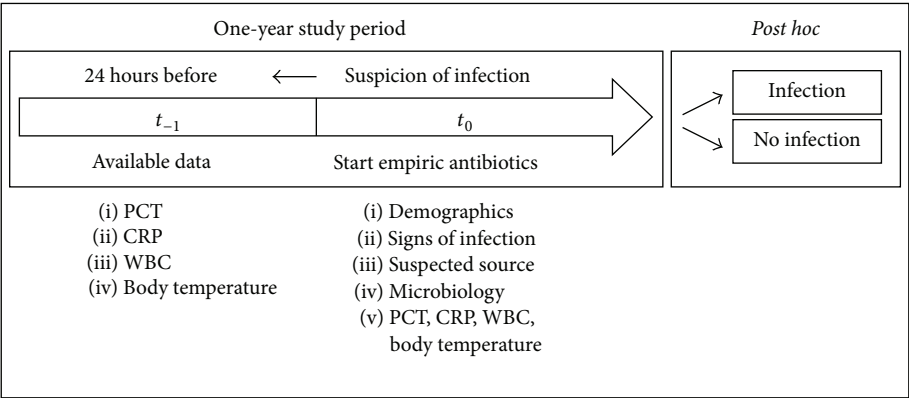 One-year study period
Post hoc
24 hours before ← Suspicion of infection
t−1
t0
Available data
Start empiric antibiotics
Infection
No infection
(i) PCT
(ii) CRP
(iii) WBC
(iv) Body temperature
(i) Demographics
(ii) Signs of infection
(iii) Suspected source
(iv) Microbiology
(v) PCT, CRP, WBC,
body temperature